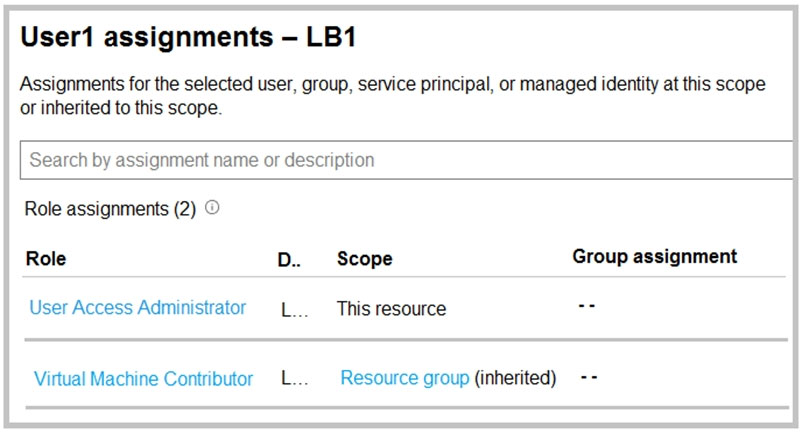 User1 assignments – LB1
Assignments for the selected user, group, service principal, or managed identity at this scope
or inherited to this scope.
Search by assignment name or description
Role assignments (2)
Role D.. Scope Group assignment
User Access Administrator L... This resource --
Virtual Machine Contributor L... Resource group (inherited) --